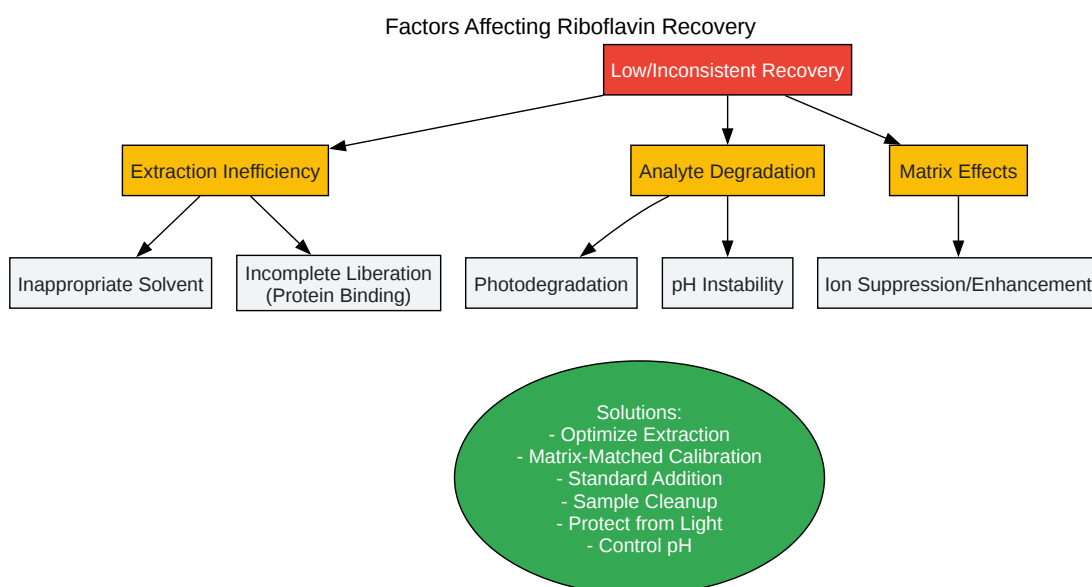 Factors Affecting Riboflavin Recovery
Low/Inconsistent Recovery
Extraction Inefficiency
Analyte Degradation
Matrix Effects
Inappropriate Solvent
Incomplete Liberation
(Protein Binding)
Photodegradation
pH Instability
Ion Suppression/Enhancement
Solutions:
- Optimize Extraction
- Matrix-Matched Calibration
- Standard Addition
- Sample Cleanup
- Protect from Light
- Control pH